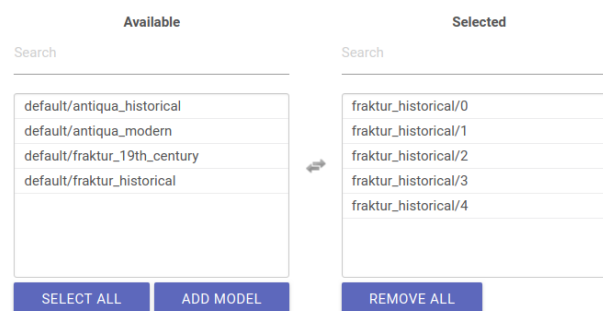 Available
Search
default/antiqua_historical
default/antiqua_modern
default/fraktur_19th_century
default/fraktur_historical
SELECT ALL
ADD MODEL
Selected
Search
fraktur_historical/0
fraktur_historical/1
fraktur_historical/2
fraktur_historical/3
fraktur_historical/4
REMOVE ALL